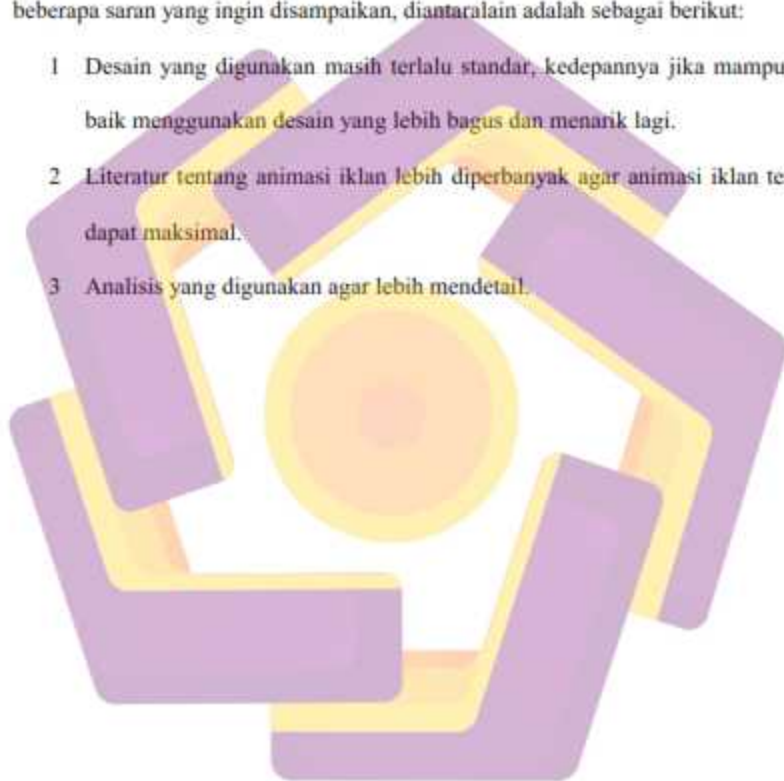 beberapa saran yang ingin disampaikan, diantaralain adalah sebagai berikut:
1 Desain yang digunakan masih terlalu standar, kedepannya jika mampu
baik menggunakan desain yang lebih bagus dan menarik lagi.
2 Literatur tentang animasi iklan lebih diperbanyak agar animasi iklan te
dapat maksimal.
3 Analisis yang digunakan agar lebih mendetail.